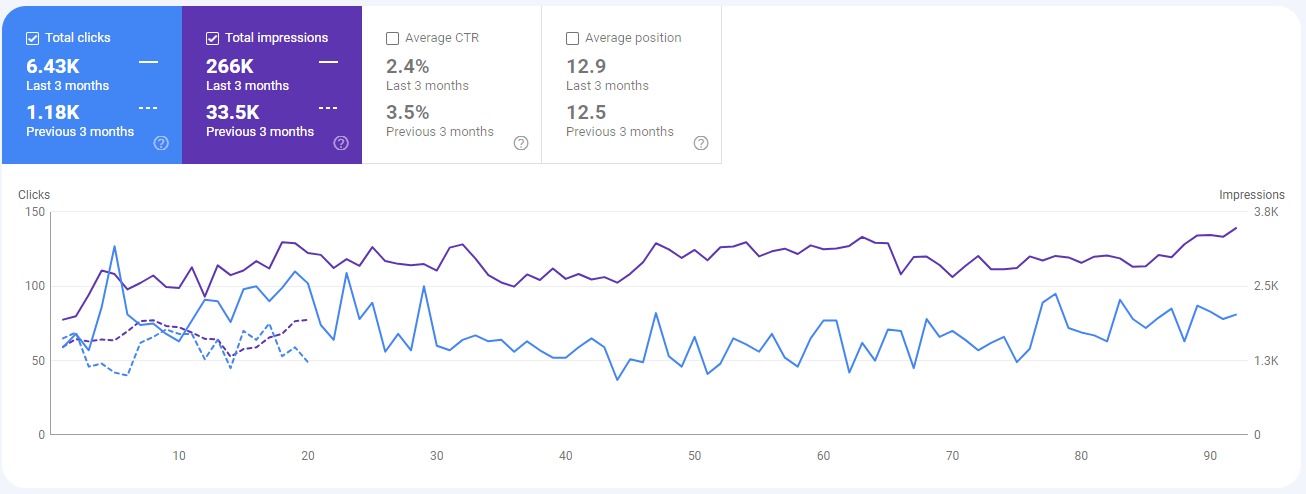 Total clicks
6.43K
Last 3 months
1.18K
Previous 3 months
Total impressions
266K
Last 3 months
33.5K
Previous 3 months
Average CTR
2.4%
Last 3 months
3.5%
Previous 3 months
Average position
12.9
Last 3 months
12.5
Previous 3 months
Clicks
Impressions
150
3.8K
100
2.5K
50
1.3K
0
0
10 20 30 40 50 60 70 80 90